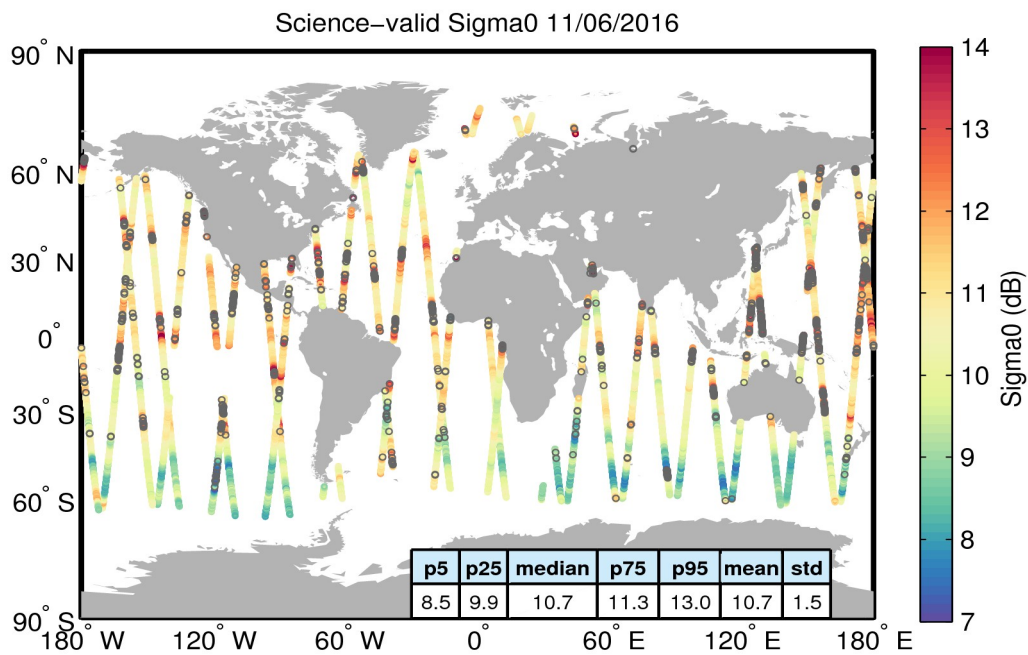 Science−valid Sigma0 11/06/2016
90° N
60° N
30° N
0°
30° S
60° S
90° S
180° W
120° W
60° W
0°
60° E
120° E
180° E
p5 p25 median p75 p95 mean std
8.5 9.9 10.7 11.3 13.0 10.7 1.5
14
13
12
11
10
9
8
7
Sigma0 (dB)